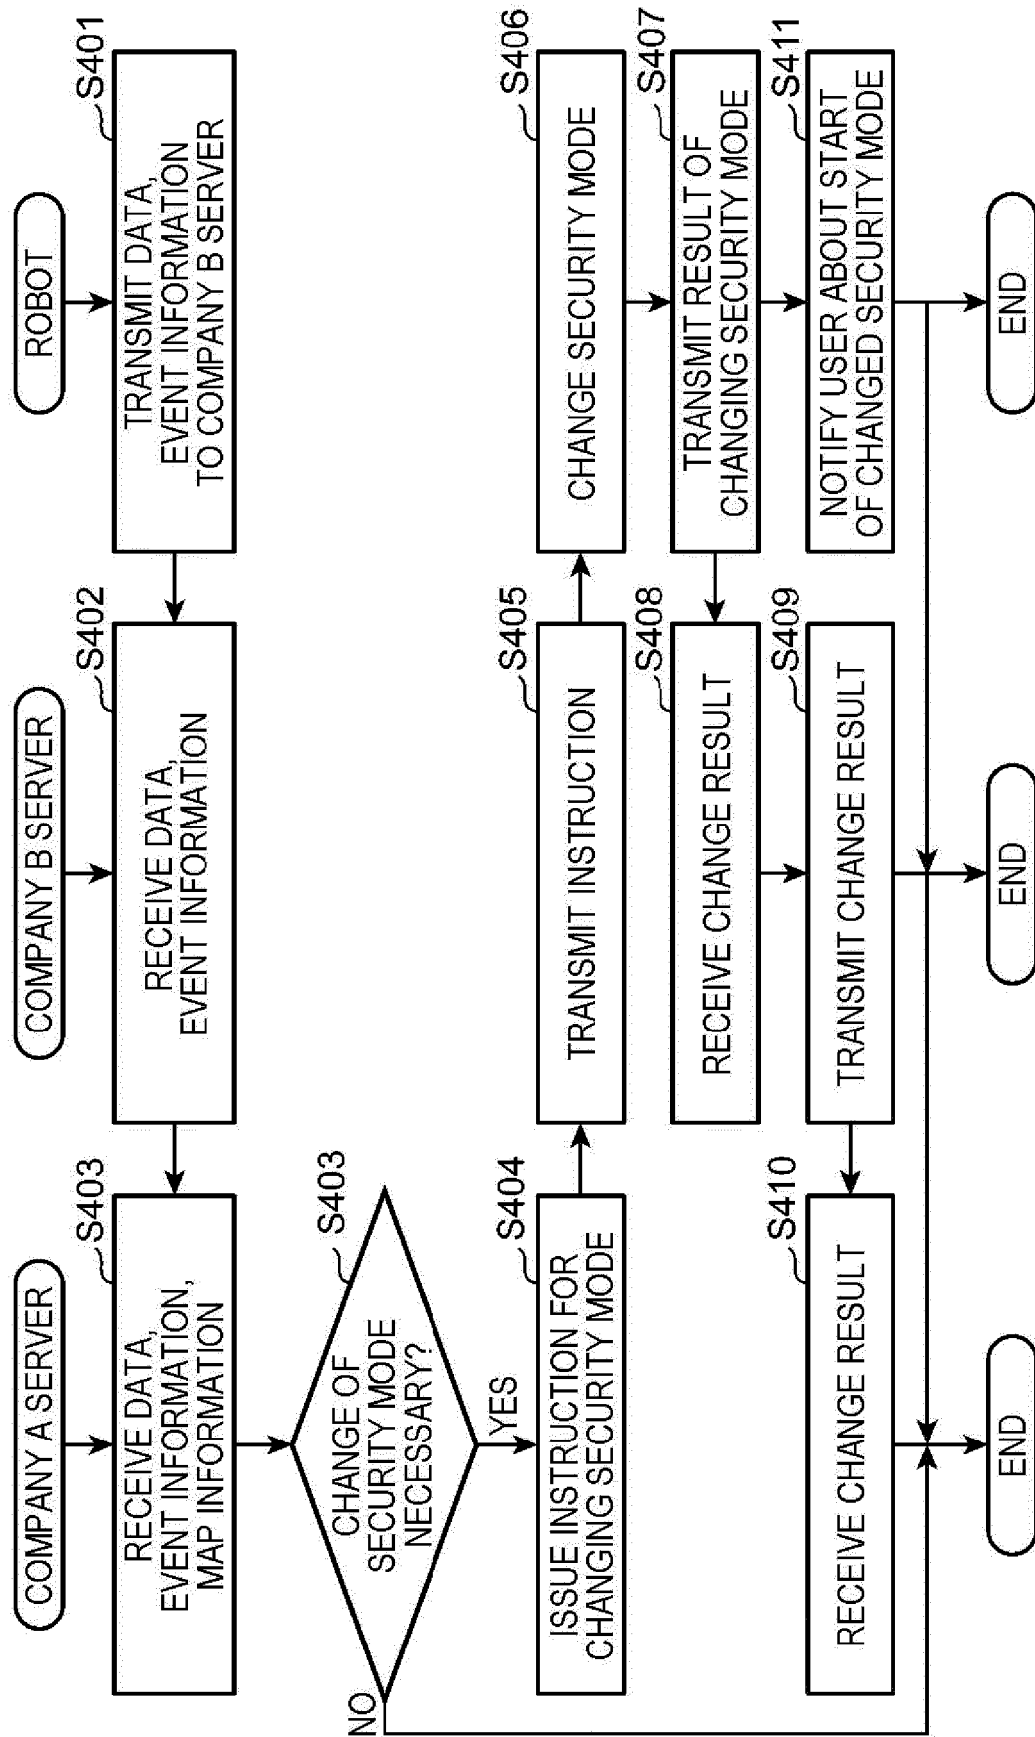 COMPANY A SERVER
COMPANY B SERVER
ROBOT
S403
RECEIVE DATA,
EVENT INFORMATION,
MAP INFORMATION
S402
RECEIVE DATA,
EVENT INFORMATION
S401
TRANSMIT DATA,
EVENT INFORMATION
TO COMPANY B SERVER
S403
CHANGE OF
SECURITY MODE
NECESSARY?
NO
YES
S404
ISSUE INSTRUCTION FOR
CHANGING SECURITY MODE
S405
TRANSMIT INSTRUCTION
S406
CHANGE SECURITY MODE
S408
RECEIVE CHANGE RESULT
S407
TRANSMIT RESULT OF
CHANGING SECURITY MODE
S410
RECEIVE CHANGE RESULT
S409
TRANSMIT CHANGE RESULT
S411
NOTIFY USER ABOUT START
OF CHANGED SECURITY MODE
END
END
END